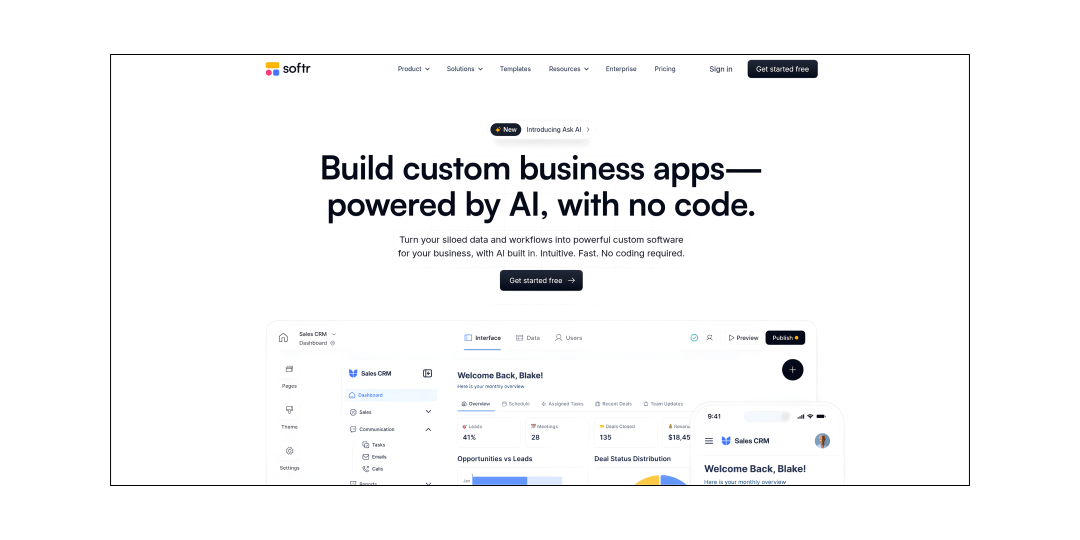 softr
Product Solutions Templates Resources Enterprise Pricing Sign in Get started free
New Introducing Ask AI
Build custom business apps—
powered by AI, with no code.
Turn your siloed data and workflows into powerful custom software
for your business, with AI built in. Intuitive. Fast. No coding required.
Get started free
Sales CRM
Dashboard
Interface Data Users
Preview Publish
Pages
Theme
Settings
Sales CRM
Dashboard
Sales
Communication
Tasks
Emails
Calls
Reports
Welcome Back, Blake!
Here is your monthly overview
Overview Schedule Assigned Tasks Recent Deals Team Updates
Leads
41%
Meetings
28
Deals Closed
135
$18,45
Opportunities vs Leads
Jan
Deal Status Distribution
9:41
Sales CRM
Welcome Back, Blake!
Here is your monthly overview